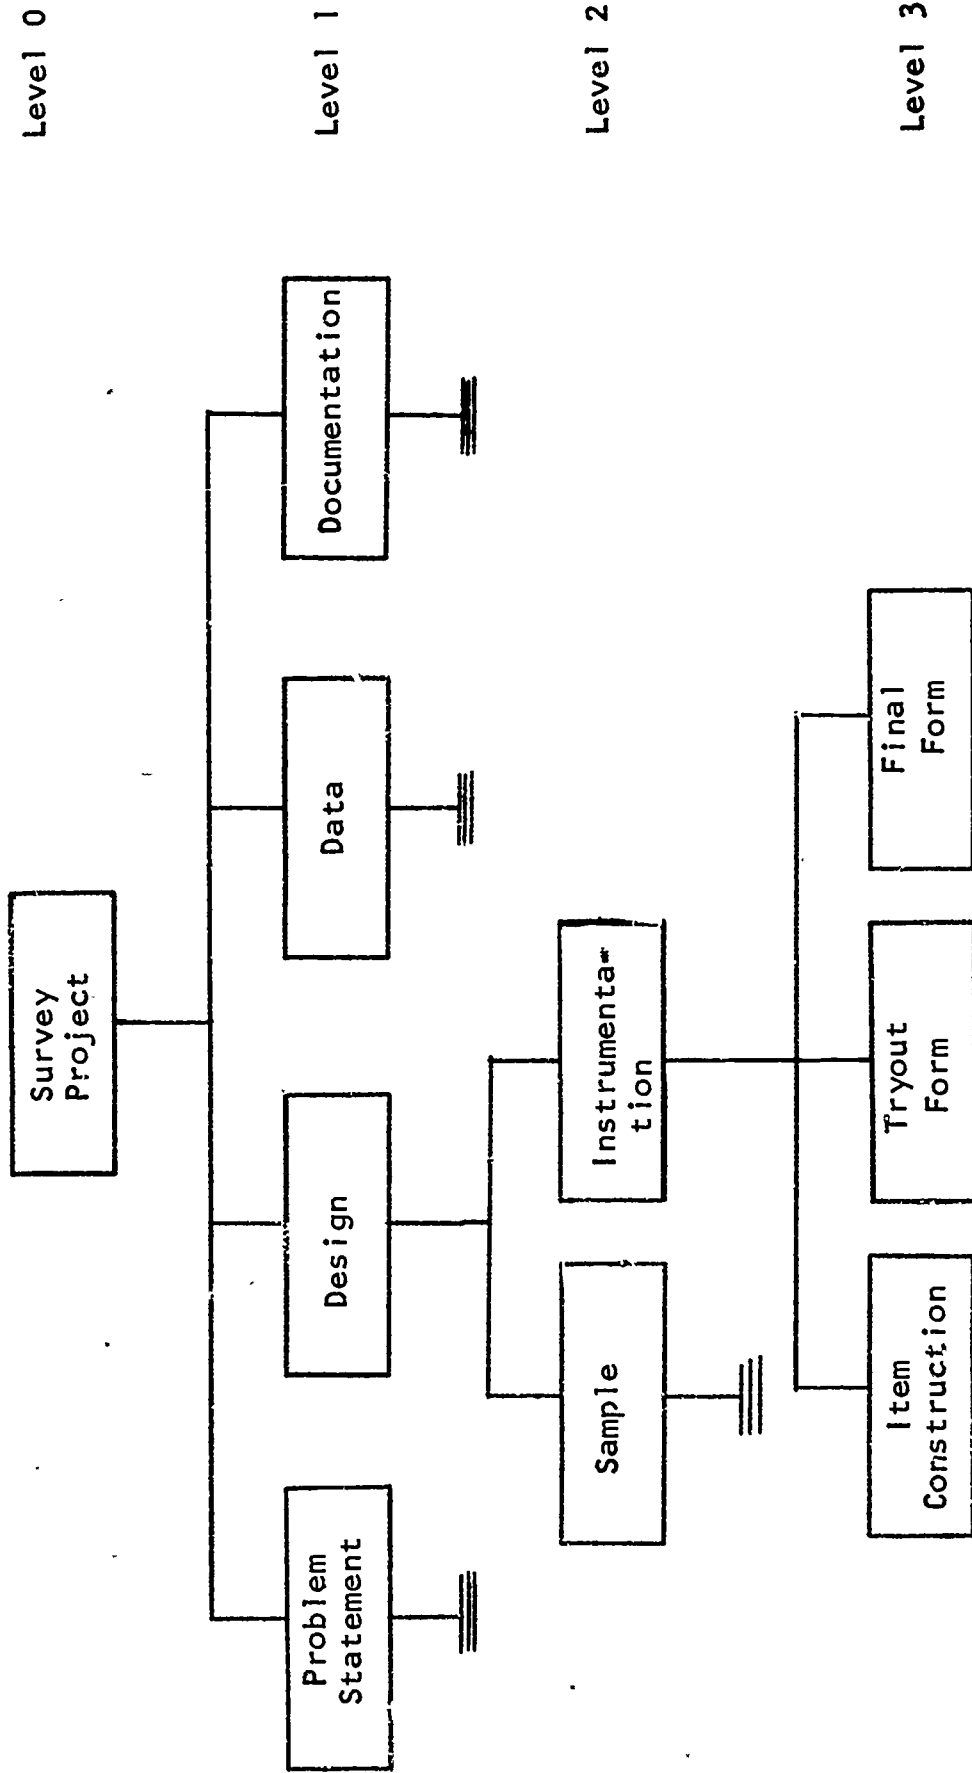 Survey
Project
Level 0
Problem
Statement
Design
Data
Documentation
Level 1
Sample
Instrumenta-
tion
Level 2
Item
Construction
Tryout
Form
Final
Form
Level 3